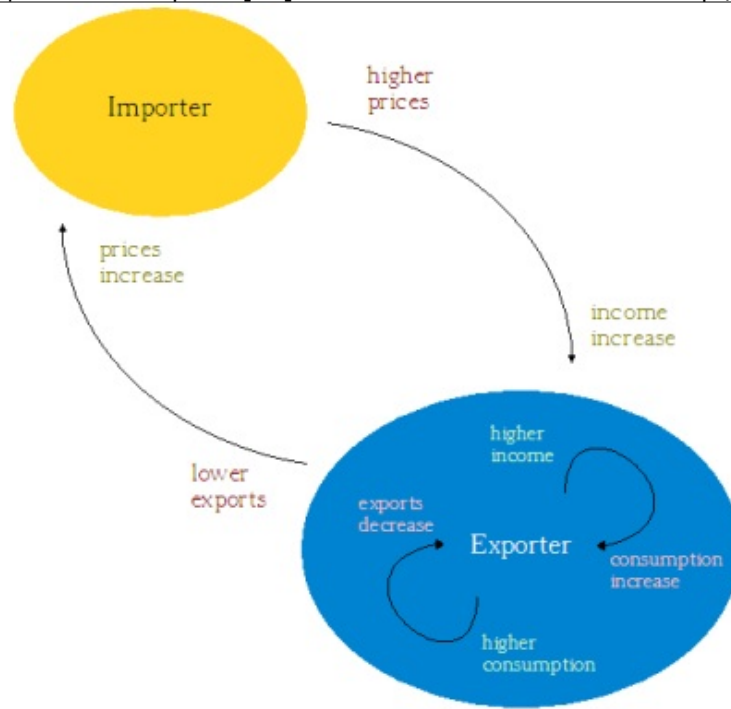 Importer
higher
prices
prices
increase
income
increase
higher
income
lower
exports
exports
decrease
Exporter
consumption
increase
higher
consumption